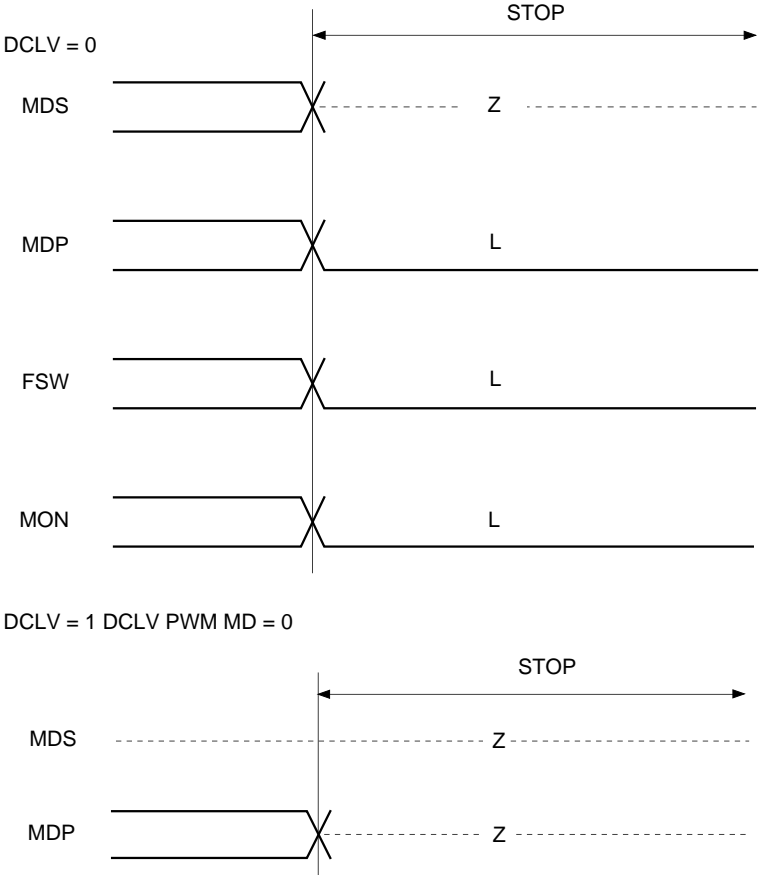 STOP
DCLV = 0
MDS Z
MDP L
FSW L
MON L
DCLV = 1 DCLV PWM MD = 0
STOP
MDS Z
MDP Z